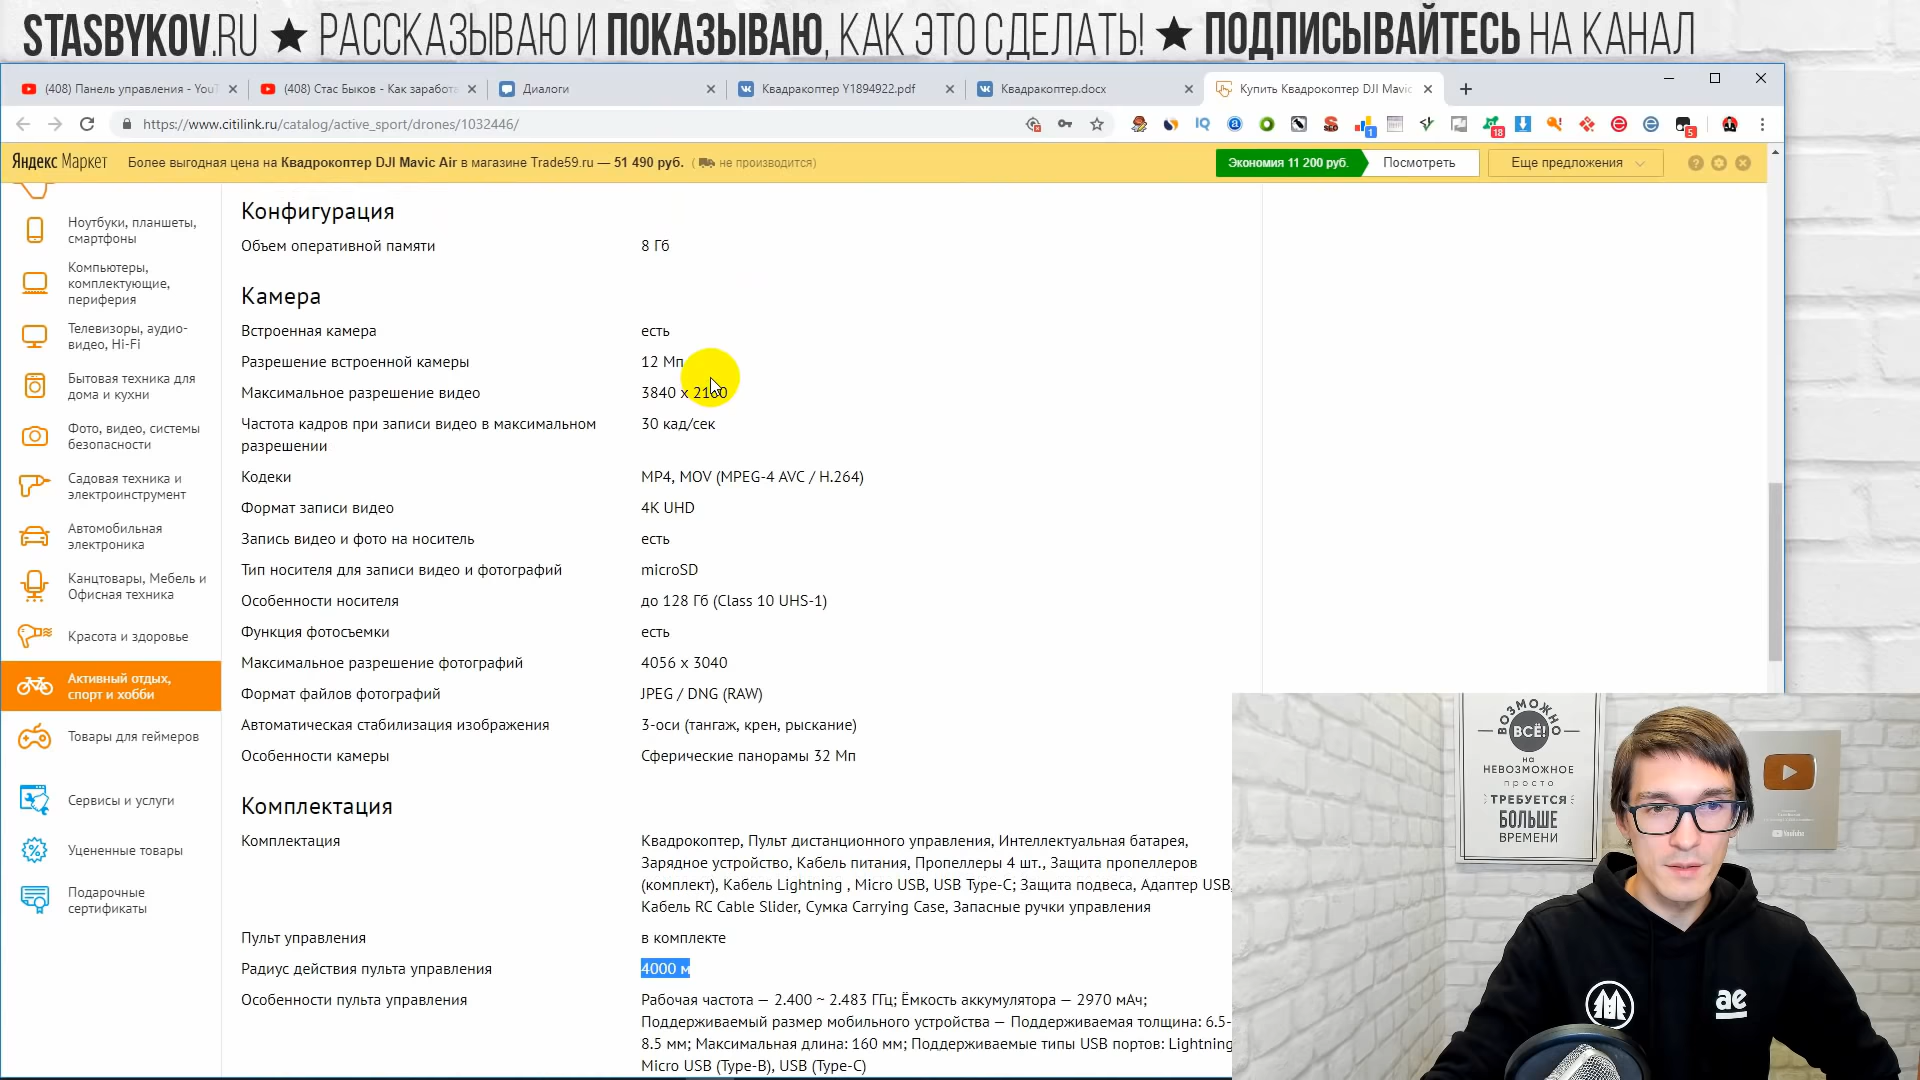 STASBYKOV.RU ★ РАССКАЗЫВАЮ И ПОКАЗЫВАЮ, КАК ЭТО СДЕЛАТЬ! ★ ПОДПИСЫВАЙТЕСЬ НА КАНАЛ
(408) Панель управления - YouT
(408) Стас Быков - Как заработа
Диалоги
Квадракоптер Y1894922.pdf
Квадракоптер.docx
Купить Квадрокоптер DJI Mavic
https://www.citilink.ru/catalog/active_sport/drones/1032446/
Яндекс Маркет
Более выгодная цена на Квадрокоптер DJI Mavic Air в магазине Trade59.ru — 51 490 руб. ( не производится)
Экономия 11 200 руб.
Посмотреть
Еще предложения
Ноутбуки, планшеты,
смартфоны
Компьютеры,
комплектующие,
периферия
Телевизоры, аудио-
видео, Hi-Fi
Бытовая техника для
дома и кухни
Фото, видео, системы
безопасности
Садовая техника и
электроинструмент
Автомобильная
электроника
Канцтовары, Мебель и
Офисная техника
Красота и здоровье
Активный отдых,
спорт и хобби
Товары для геймеров
Сервисы и услуги
Уцененные товары
Подарочные
сертификаты
Конфигурация
Объем оперативной памяти 8 Гб
Камера
Встроенная камера есть
Разрешение встроенной камеры 12 Мп
Максимальное разрешение видео 3840 x 2160
Частота кадров при записи видео в максимальном
разрешении 30 кад/сек
Кодеки MP4, MOV (MPEG-4 AVC / H.264)
Формат записи видео 4K UHD
Запись видео и фото на носитель есть
Тип носителя для записи видео и фотографий microSD
Особенности носителя до 128 Гб (Class 10 UHS-1)
Функция фотосъемки есть
Максимальное разрешение фотографий 4056 x 3040
Формат файлов фотографий JPEG / DNG (RAW)
Автоматическая стабилизация изображения 3-оси (тангаж, крен, рыскание)
Особенности камеры Сферические панорамы 32 Мп
Комплектация
Комплектация Квадрокоптер, Пульт дистанционного управления, Интеллектуальная батарея,
Зарядное устройство, Кабель питания, Пропеллеры 4 шт., Защита пропеллеров
(комплект), Кабель Lightning , Micro USB, USB Type-C; Защита подвеса, Адаптер USB,
Кабель RC Cable Slider, Сумка Carrying Case, Запасные ручки управления
Пульт управления в комплекте
Радиус действия пульта управления 4000 м
Особенности пульта управления Рабочая частота — 2.400 ~ 2.483 ГГц; Ёмкость аккумулятора — 2970 мАч;
Поддерживаемый размер мобильного устройства — Поддерживаемая толщина: 6.5-
8.5 мм; Максимальная длина: 160 мм; Поддерживаемые типы USB портов: Lightning
Micro USB (Type-B), USB (Type-C)
ВОЗМОЖНО
ВСЁ!
на
НЕВОЗМОЖНОЕ
просто
ТРЕБУЕТСЯ
БОЛЬШЕ
ВРЕМЕНИ
YouTube
ae